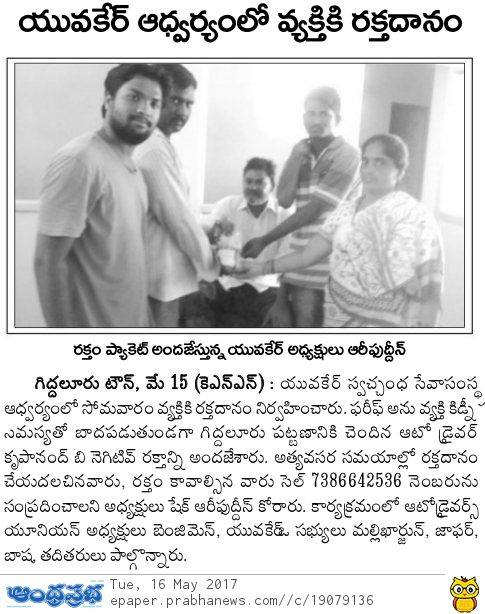 యువకేర్ ఆధ్వర్యంలో వ్యక్తికి రక్తదానం
రక్తం ప్యాకెట్ అందజేస్తున్న యువకేర్ అధ్యక్షులు ఆరీపుద్దీన్
గిద్దలూరు టౌన్, మే 15 (కెఎన్ఎన్) : యువకేర్ స్వచ్ఛంధ సేవాసంస్థ
ఆధ్వర్యంలో సోమవారం వ్యక్తికి రక్తదానం నిర్వహించారు. ఫరీఫ్ అను వ్యక్తి కిడ్నీ
ఎమస్యతో బాదపడుతుండగా గిద్దలూరు పట్టణానికి చెందిన ఆటో డ్రైవర్
కృపానంద్ బి నెగిటివ్ రక్తాన్ని అందజేశారు. అత్యవసర సమయాల్లో రక్తదానం
చేయదలచినవారు, రక్తం కావాల్సిన వారు సెల్ 7386642536 నెంబరును
సంప్రదించాలని అధ్యక్షులు షేక్ ఆరీపుద్దీన్ కోరారు. కార్యక్రమంలో ఆటోడ్రైవర్స్
యూనియన్ అధ్యక్షులు బెంజిమెన్, యువకేర్ సభ్యులు మల్లిఖార్జున్, జాఫర్,
బాష, తదితరులు పాల్గొన్నారు.
ఆంధ్రప్రభ Tue, 16 May 2017
epaper.prabhanews.com//c/19079136